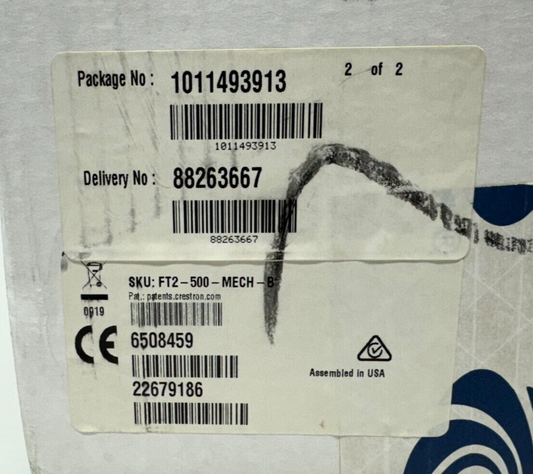 Package No : 1011493913 2 of 2
1011493913
Delivery No : 88263667
88263667
SKU: FT2-500-MECH-B
Pat.: patents.crestron.com
0919
6508459
CE
Assembled in USA
22679186